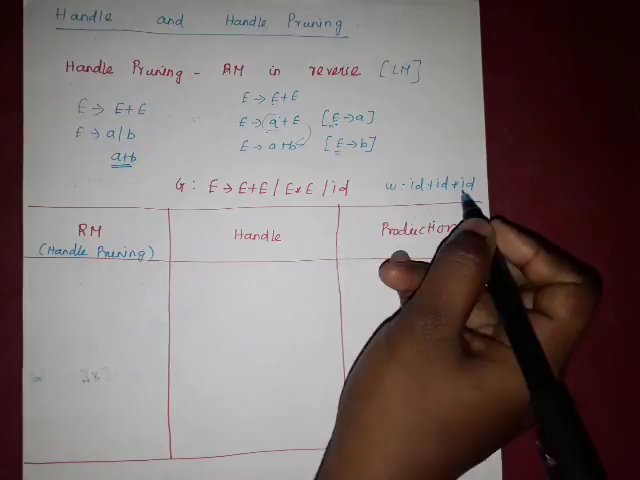 Handle and Handle Pruning
Handle Pruning - RM in reverse [LM]
E → E+E
E → a/b
a+b
E → E+E
E → a+E [E→a]
E → a+b [E→b]
G: E → E+E / E*E / id
w = id+id*id
RM
(Handle Pruning)
Handle
Production